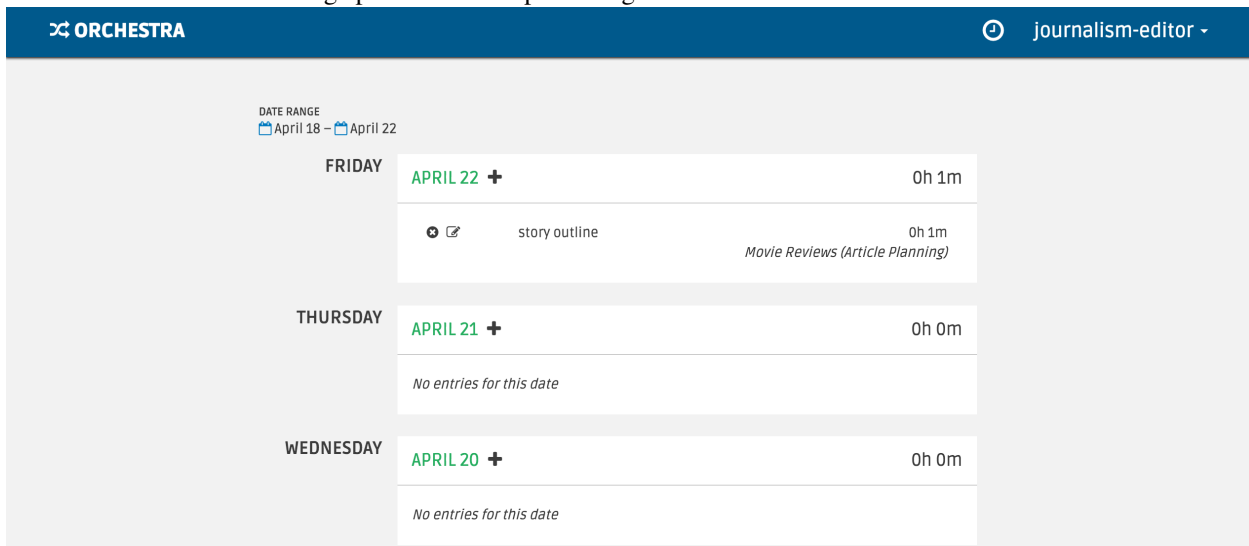 ORCHESTRA journalism-editor
DATE RANGE
April 18 – April 22
FRIDAY
APRIL 22 0h 1m
story outline 0h 1m
Movie Reviews (Article Planning)
THURSDAY
APRIL 21 0h 0m
No entries for this date
WEDNESDAY
APRIL 20 0h 0m
No entries for this date